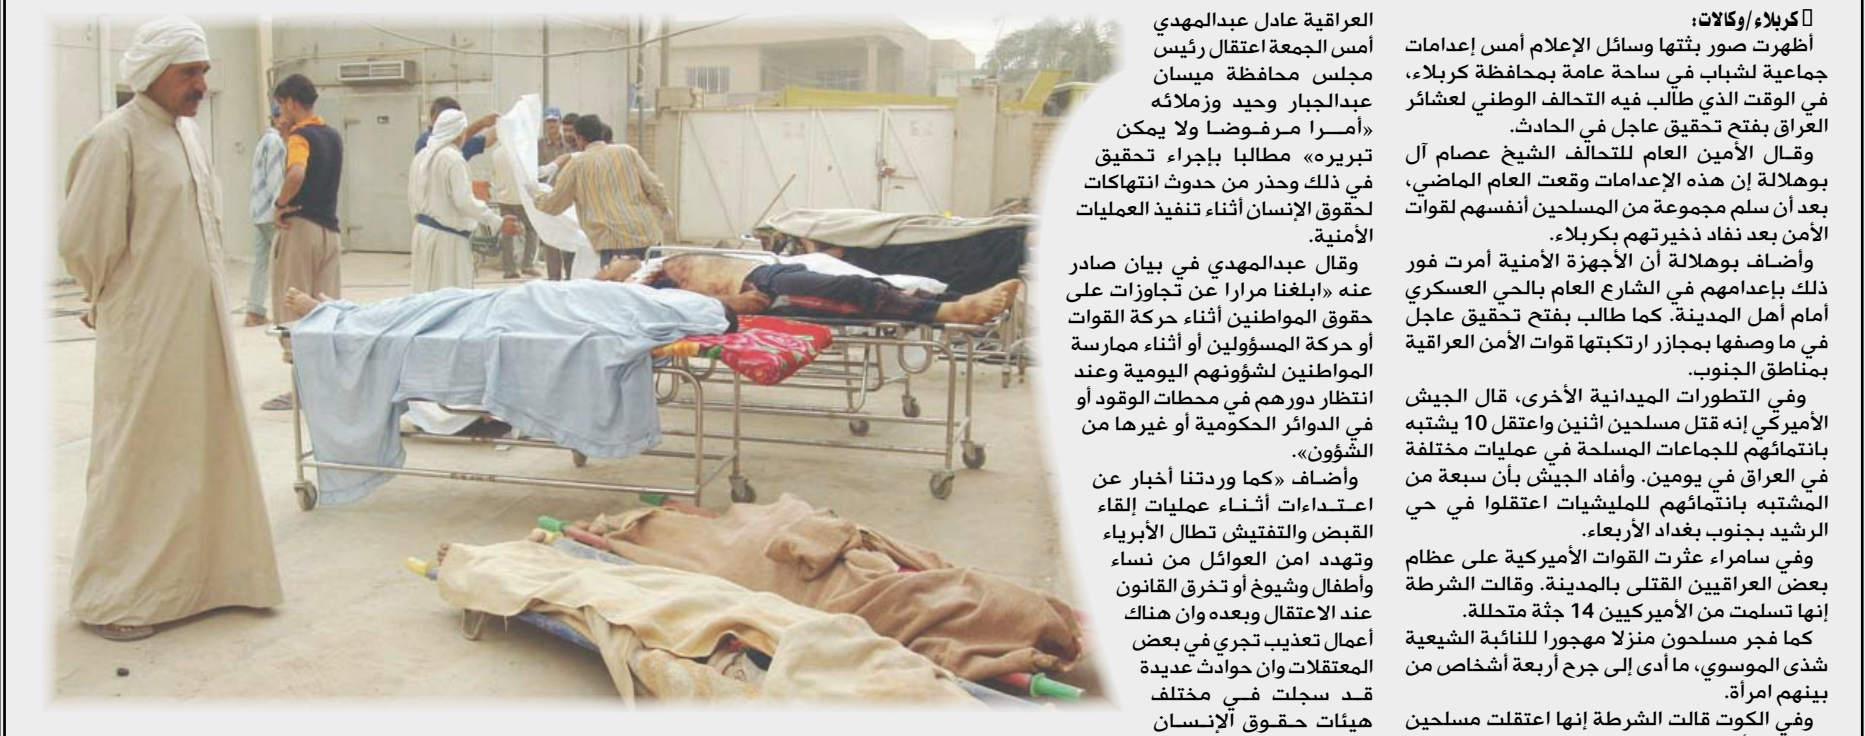 كربلاء/وكالات:
أظهرت صور بثتها وسائل الإعلام أمس إعدامات
جماعية لشباب في ساحة عامة بمحافظة كربلاء،
في الوقت الذي طالب فيه التحالف الوطني لعشائر
العراق بفتح تحقيق عاجل في الحادث.
وقـال الأمين العام للتحالف الشيخ عصام آل
بوهلالة إن هذه الإعدامات وقعت العام الماضي،
بعد أن سلم مجموعة من المسلحين أنفسهم لقوات
الأمن بعد نفاد ذخيرتهم بكربلاء.
وأضـاف بوهلالة أن الأجهزة الأمنية أمرت فور
ذلك بإعدامهم في الشارع العام بالحي العسكري
أمام أهل المدينة. كما طالب بفتح تحقيق عاجل
في ما وصفها بمجازر ارتكبتها قوات الأمن العراقية
بمناطق الجنوب.
وفي التطورات الميدانية الأخرى، قال الجيش
الأميركي إنه قتل مسلحين اثنين واعتقل 10 يشتبه
بانتمائهم للجماعات المسلحة في عمليات مختلفة
في العراق في يومين. وأفاد الجيش بأن سبعة من
المشتبه بانتمائهم للمليشيات اعتقلوا في حي
الرشيد بجنوب بغداد الأربعاء.
وفي سامراء عثرت القوات الأميركية على عظام
بعض العراقيين القتلى بالمدينة. وقالت الشرطة
إنها تسلمت من الأميركيين 14 جثة متحللة.
كما فجر مسلحون منزلا مهجورا للنائبة الشيعية
شذى الموسوي، ما أدى إلى جرح أربعة أشخاص من
بينهم امرأة.
وفي الكوت قالت الشرطة إنها اعتقلت مسلحين
العراقية عادل عبدالمهدي
أمس الجمعة اعتقال رئيس
مجلس محافظة ميسان
عبدالجبار وحيد وزملائه
«أمـــرا مـرفـوضـا ولا يمكن
تبريره» مطالبا بإجراء تحقيق
في ذلك وحذر من حدوث انتهاكات
لحقوق الإنسان أثناء تنفيذ العمليات
الأمنية.
وقال عبدالمهدي في بيان صادر
عنه «ابلغنا مرارا عن تجاوزات على
حقوق المواطنين أثناء حركة القوات
أو حركة المسؤولين أو أثناء ممارسة
المواطنين لشؤونهم اليومية وعند
انتظار دورهم في محطات الوقود أو
في الدوائر الحكومية أو غيرها من
الشؤون».
وأضـاف «كما وردتنا أخبار عن
اعـتـداءات أثـنـاء عمليات إلقاء
القبض والتفتيش تطال الأبرياء
وتهدد امن العوائل من نساء
وأطفال وشيوخ أو تخرق القانون
عند الاعتقال وبعده وان هناك
أعمال تعذيب تجري في بعض
المعتقلات وان حوادث عديدة
قـد سجلت فـي مختلف
هيئات حـقـوق الإنـسـان